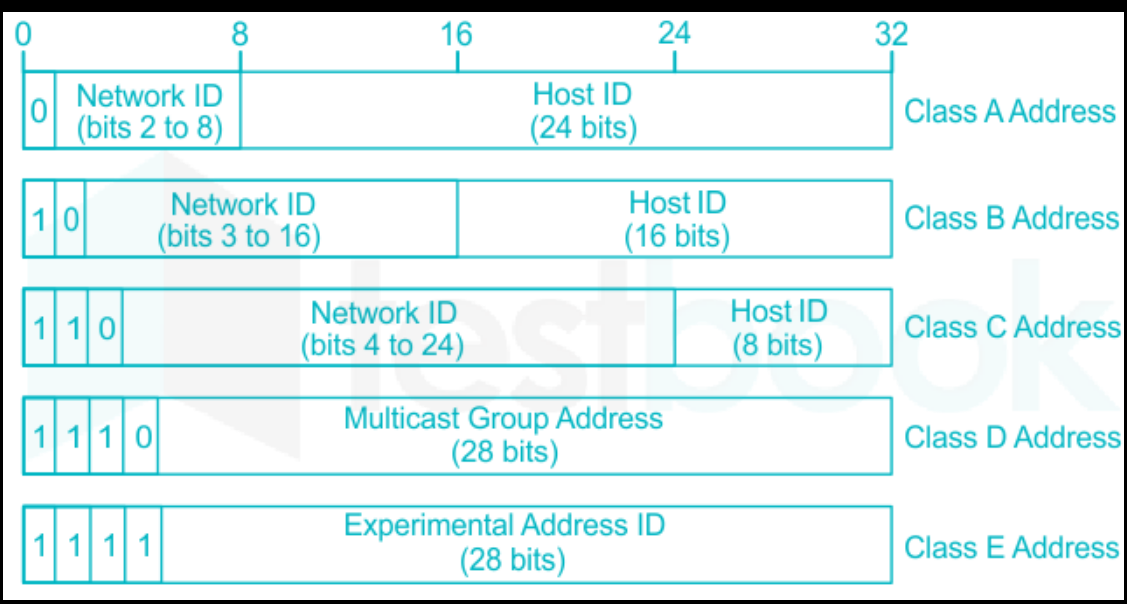 0 8 16 24 32
0 Network ID Host ID Class A Address
(bits 2 to 8) (24 bits)
1 0 Network ID Host ID Class B Address
(bits 3 to 16) (16 bits)
1 1 0 Network ID Host ID Class C Address
(bits 4 to 24) (8 bits)
testbook
1 1 1 0 Multicast Group Address Class D Address
(28 bits)
1 1 1 1 Experimental Address ID Class E Address
(28 bits)